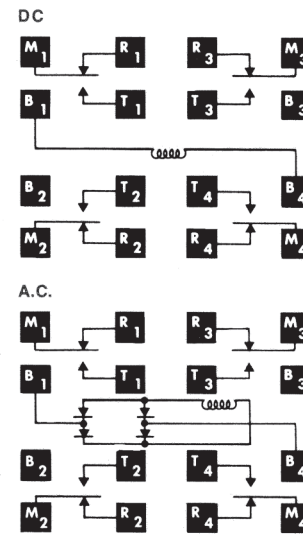 DC
M1 R1 R3 M3
B1 T1 T3 B3
B2 T2 T4 B4
M2 R2 R4 M4
A.C.
M1 R1 R3 M3
B1 T1 T3 B3
B2 T2 T4 B4
M2 R2 R4 M4